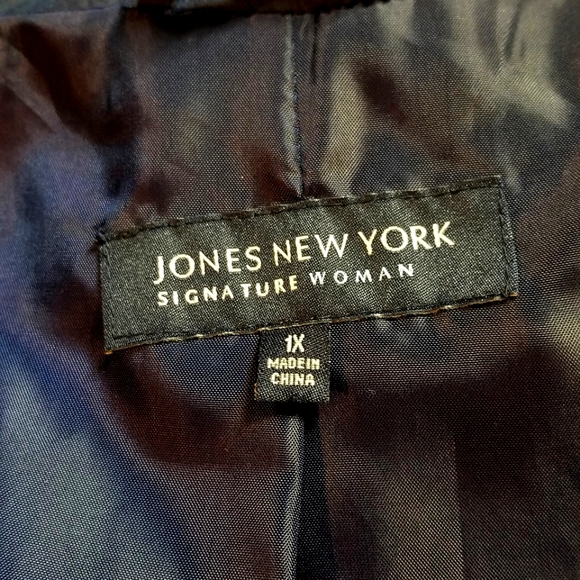 JONES NEW YORK
SIGNATURE WOMAN
1X
MADE IN
CHINA